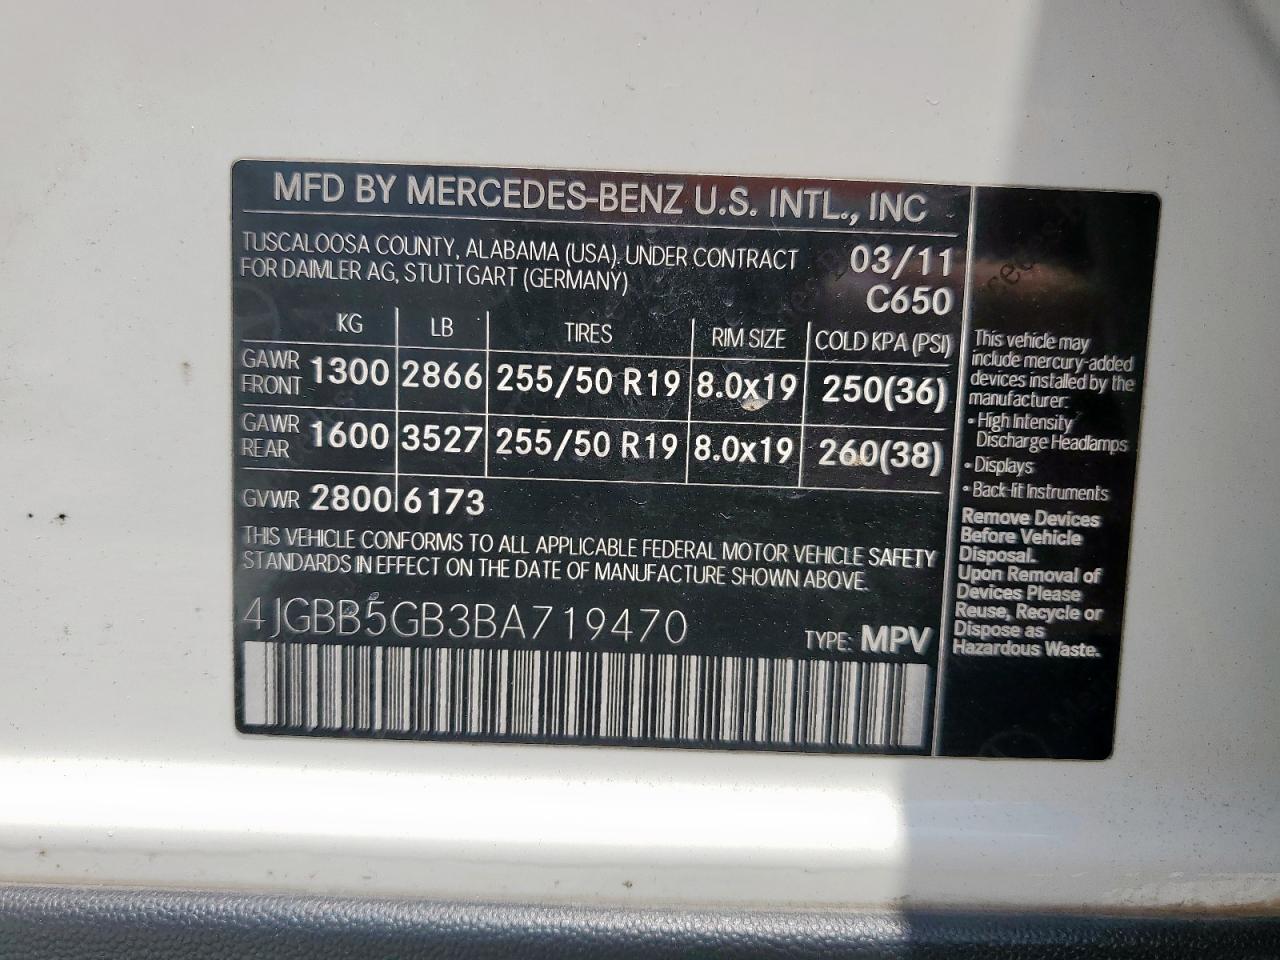 MFD BY MERCEDES-BENZ U.S. INTL., INC
TUSCALOOSA COUNTY, ALABAMA (USA), UNDER CONTRACT
FOR DAIMLER AG, STUTTGART (GERMANY)
03/11
C650
KG LB TIRES RIM SIZE COLD KPA (PSI)
GAWR FRONT 1300 2866 255/50 R19 8.0x19 250(36)
GAWR REAR 1600 3527 255/50 R19 8.0x19 260(38)
GVWR 2800 6173
THIS VEHICLE CONFORMS TO ALL APPLICABLE FEDERAL MOTOR VEHICLE SAFETY
STANDARDS IN EFFECT ON THE DATE OF MANUFACTURE SHOWN ABOVE.
4JGBB5GB3BA719470
TYPE: MPV
This vehicle may
include mercury-added
devices installed by the
manufacturer:
• High Intensity
Discharge Headlamps
• Displays
• Back-lit Instruments
Remove Devices
Before Vehicle
Disposal.
Upon Removal of
Devices Please
Reuse, Recycle or
Dispose as
Hazardous Waste.